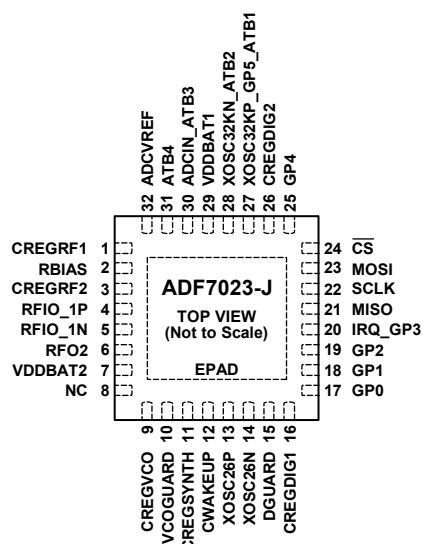 32 ADCVREF
31 ATB4
30 ADCIN_ATB3
29 VDDBAT1
28 XOSC32KN_ATB2
27 XOSC32KP_GP5_ATB1
26 CREGDIG2
25 GP4
CREGRF1 1
RBIAS 2
CREGRF2 3
RFIO_1P 4
RFIO_1N 5
RFO2 6
VDDBAT2 7
NC 8
ADF7023-J
TOP VIEW
(Not to Scale)
EPAD
24 CS
23 MOSI
22 SCLK
21 MISO
20 IRQ_GP3
19 GP2
18 GP1
17 GP0
CREGVCO 9
VCOGUARD 10
CREGSYNTH 11
CWAKEUP 12
XOSC26P 13
XOSC26N 14
DGUARD 15
CREGDIG1 16